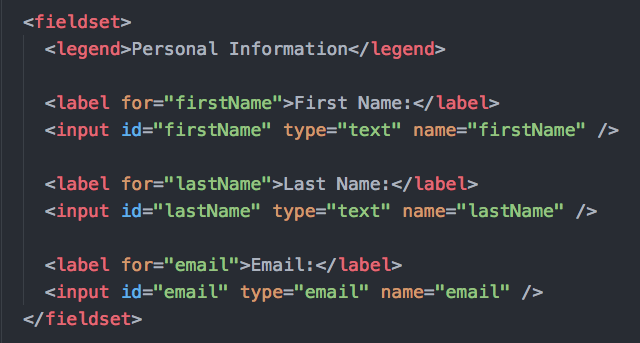 <fieldset>
<legend>Personal Information</legend>
<label for="firstName">First Name:</label>
<input id="firstName" type="text" name="firstName" />
<label for="lastName">Last Name:</label>
<input id="lastName" type="text" name="lastName" />
<label for="email">Email:</label>
<input id="email" type="email" name="email" />
</fieldset>